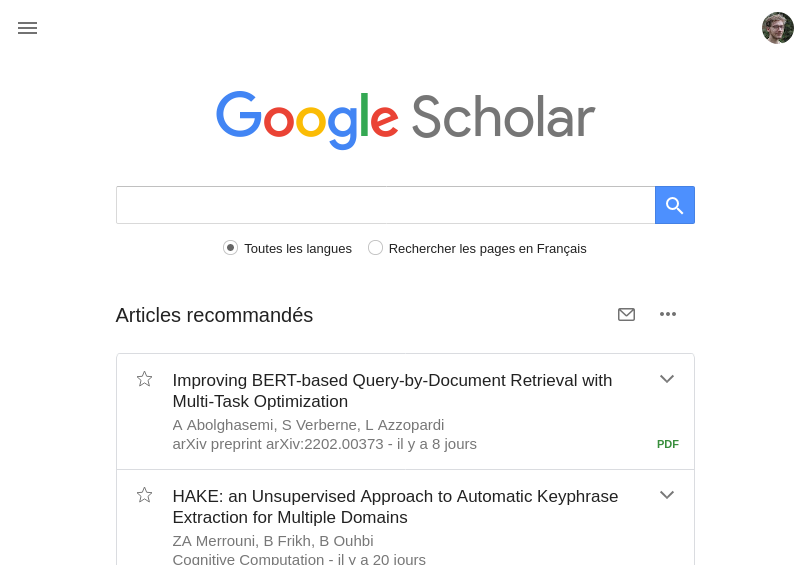 Google Scholar
Toutes les langues Rechercher les pages en Français
Articles recommandés
Improving BERT-based Query-by-Document Retrieval with
Multi-Task Optimization
A Abolghasemi, S Verberne, L Azzopardi
arXiv preprint arXiv:2202.00373 - il y a 8 jours
PDF
HAKE: an Unsupervised Approach to Automatic Keyphrase
Extraction for Multiple Domains
ZA Merrouni, B Frikh, B Ouhbi
Cognitive Computation - il y a 20 jours